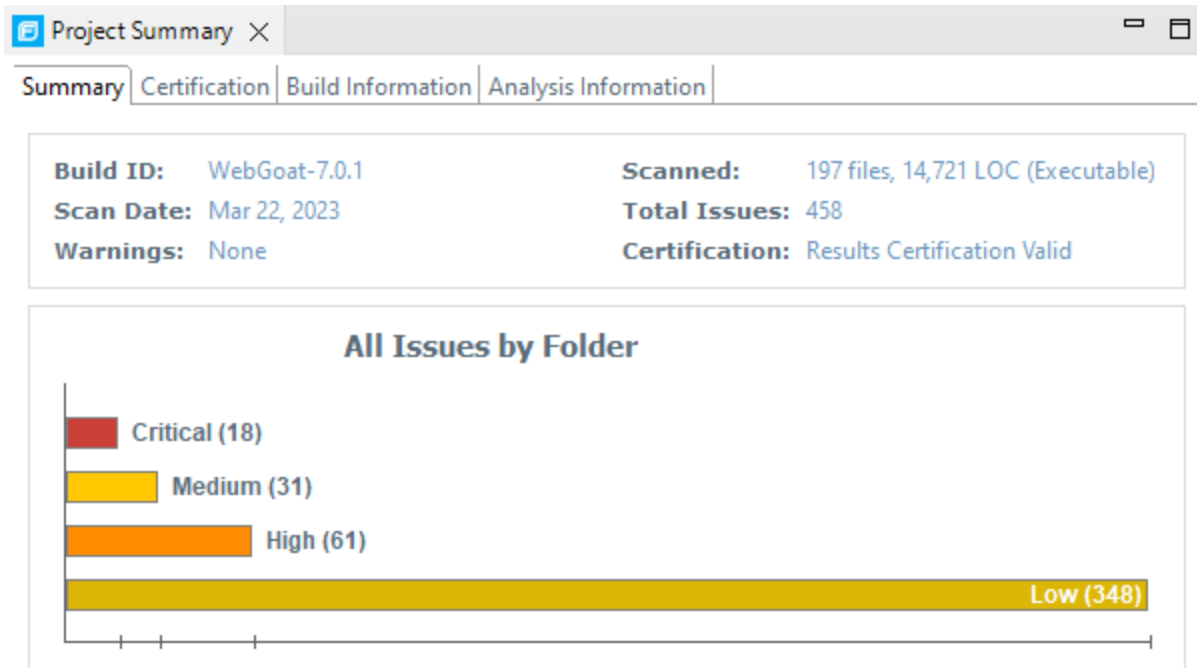 Project Summary
Summary Certification Build Information Analysis Information
Build ID: WebGoat-7.0.1 Scanned: 197 files, 14,721 LOC (Executable)
Scan Date: Mar 22, 2023 Total Issues: 458
Warnings: None Certification: Results Certification Valid
All Issues by Folder
Critical (18)
Medium (31)
High (61)
Low (348)